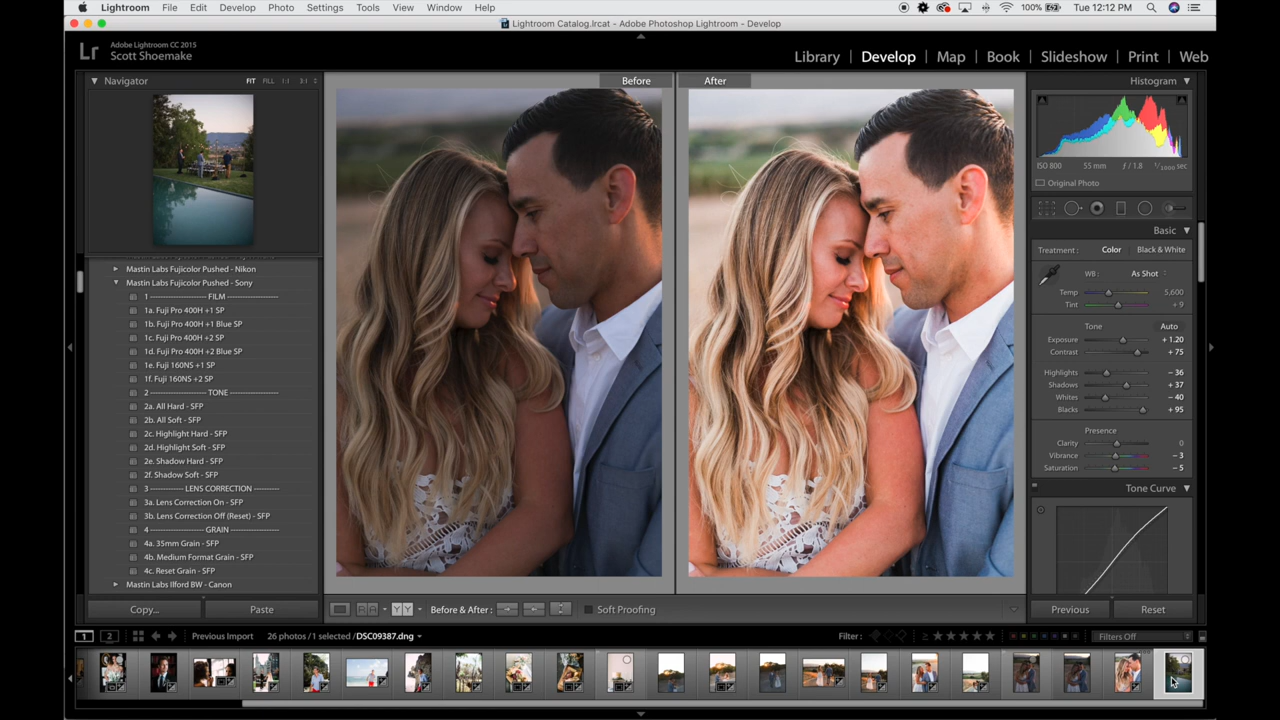 Lightroom File Edit Develop Photo Settings Tools View Window Help 100% Tue 12:12 PM
Lightroom Catalog.lrcat - Adobe Photoshop Lightroom - Develop
Lr Adobe Lightroom CC 2015
Scott Shoemake
Library | Develop | Map | Book | Slideshow | Print | Web
Navigator FIT FILL 1:1 3:1
Before After
Histogram
ISO 800 55 mm ƒ / 1.8 1/1000 sec
Original Photo
Basic
Treatment : Color Black & White
WB : As Shot
Temp 5,600
Tint + 9
Tone Auto
Exposure + 1.20
Contrast + 75
Highlights − 36
Shadows + 37
Whites − 40
Blacks + 95
Presence
Clarity 0
Vibrance − 3
Saturation − 5
Tone Curve
Mastin Labs Fujicolor Pushed - Nikon
Mastin Labs Fujicolor Pushed - Sony
1 ---------------------- FILM ------------------
1a. Fuji Pro 400H +1 SP
1b. Fuji Pro 400H +1 Blue SP
1c. Fuji Pro 400H +2 SP
1d. Fuji Pro 400H +2 Blue SP
1e. Fuji 160NS +1 SP
1f. Fuji 160NS +2 SP
2 --------------------- TONE ------------------
2a. All Hard - SFP
2b. All Soft - SFP
2c. Highlight Hard - SFP
2d. Highlight Soft - SFP
2e. Shadow Hard - SFP
2f. Shadow Soft - SFP
3 ------------- LENS CORRECTION ---------
3a. Lens Correction On - SFP
3b. Lens Correction Off (Reset) - SFP
4 --------------------- GRAIN -----------------
4a. 35mm Grain - SFP
4b. Medium Format Grain - SFP
4c. Reset Grain - SFP
Mastin Labs Ilford BW - Canon
Copy... Paste
RA YY Before & After : Soft Proofing
Previous Reset
1 2 Previous Import 26 photos / 1 selected / DSC09387.dng Filter : ≥ ★★★★★ Filters Off